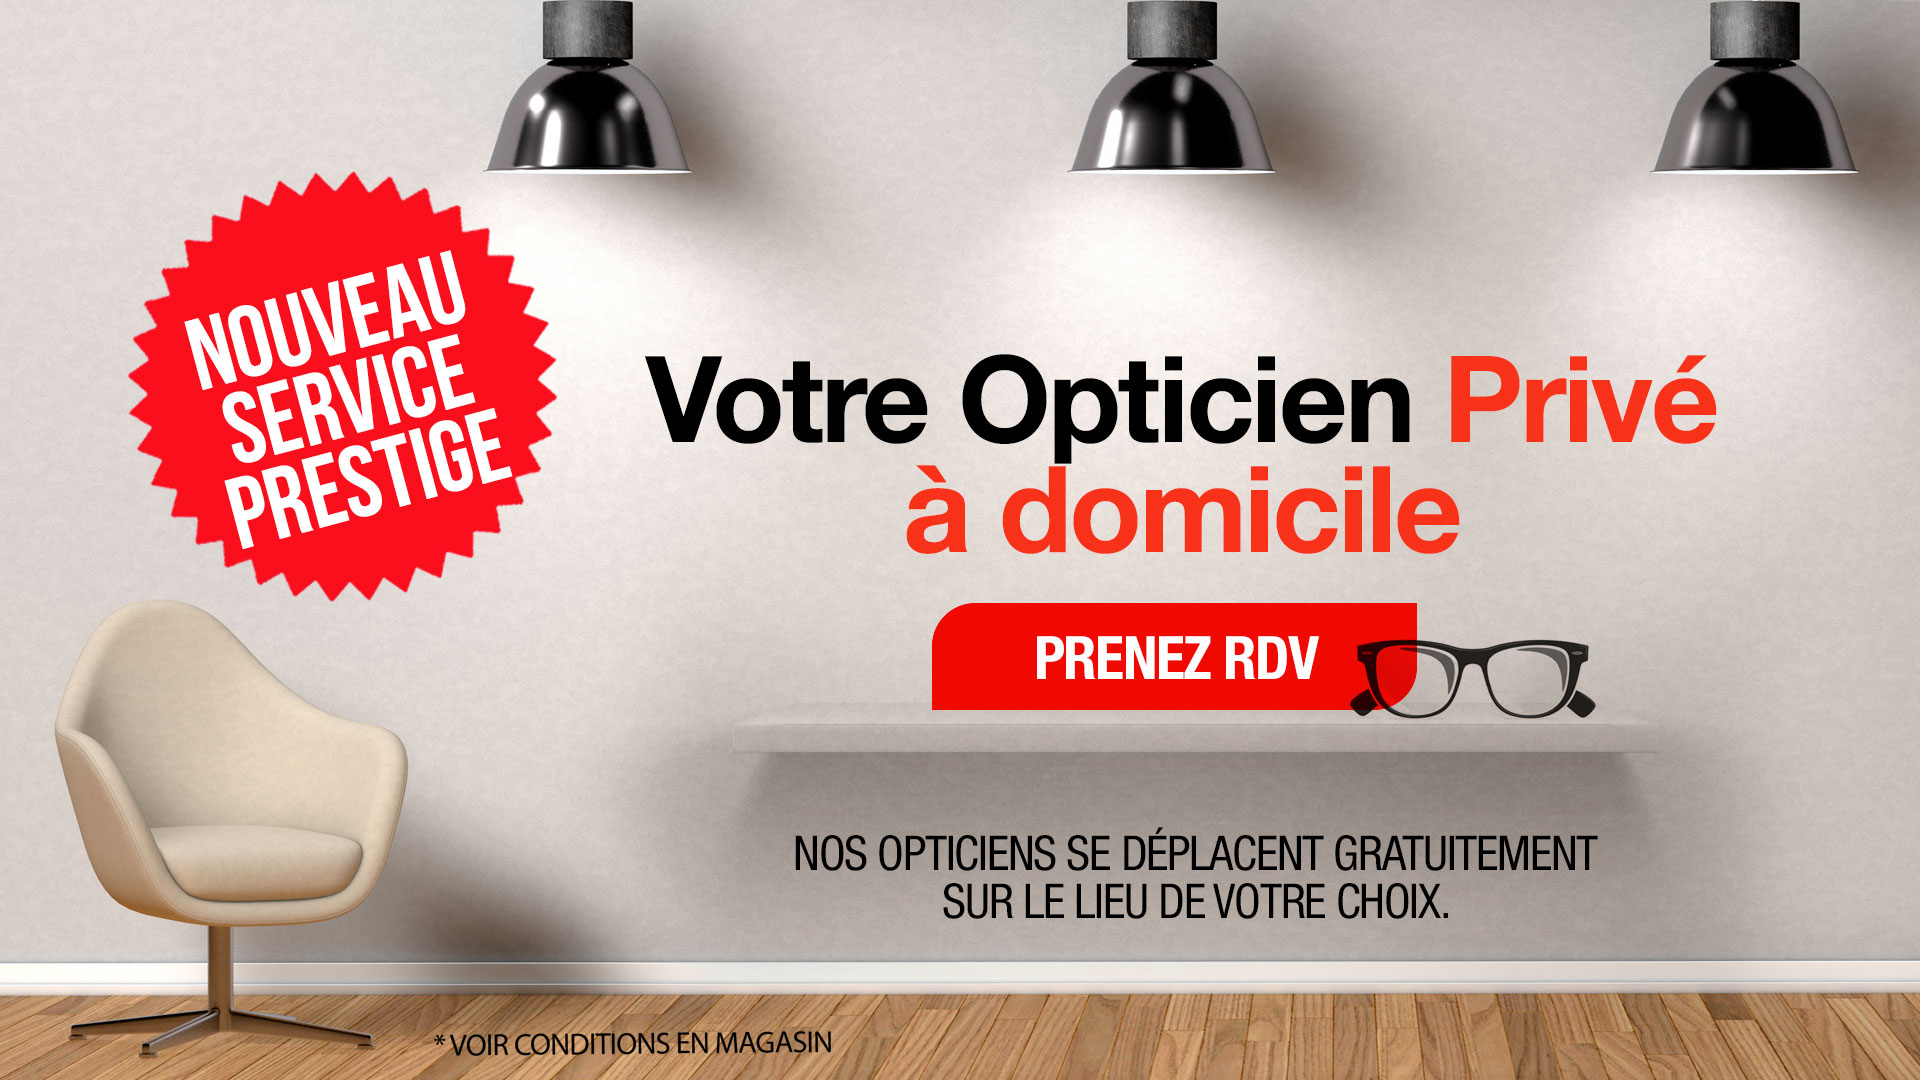 NOUVEAU
SERVICE
PRESTIGE
Votre Opticien Privé
à domicile
PRENEZ RDV
NOS OPTICIENS SE DÉPLACENT GRATUITEMENT
SUR LE LIEU DE VOTRE CHOIX.
* VOIR CONDITIONS EN MAGASIN